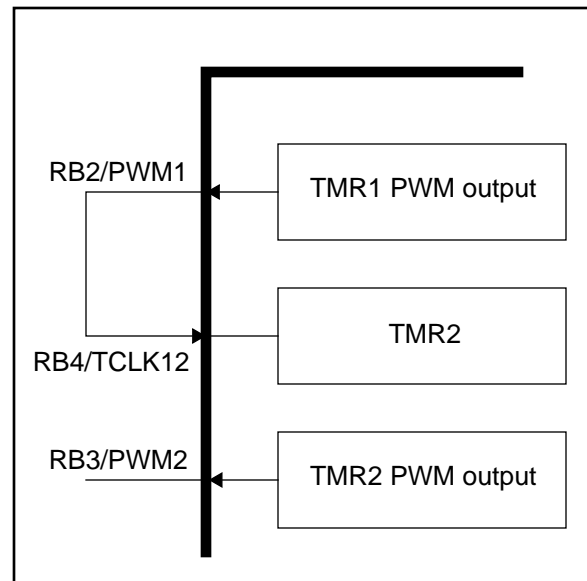 RB2/PWM1
TMR1 PWM output
TMR2
RB4/TCLK12
RB3/PWM2
TMR2 PWM output